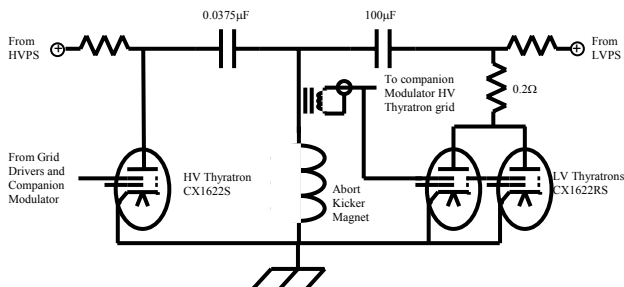 0.0375µF
100µF
From
HVPS
From
LVPS
To companion
Modulator HV
Thyratron grid
0.2Ω
From Grid
Drivers and
Companion
Modulator
HV Thyratron
CX1622S
Abort
Kicker
Magnet
LV Thyratrons
CX1622RS